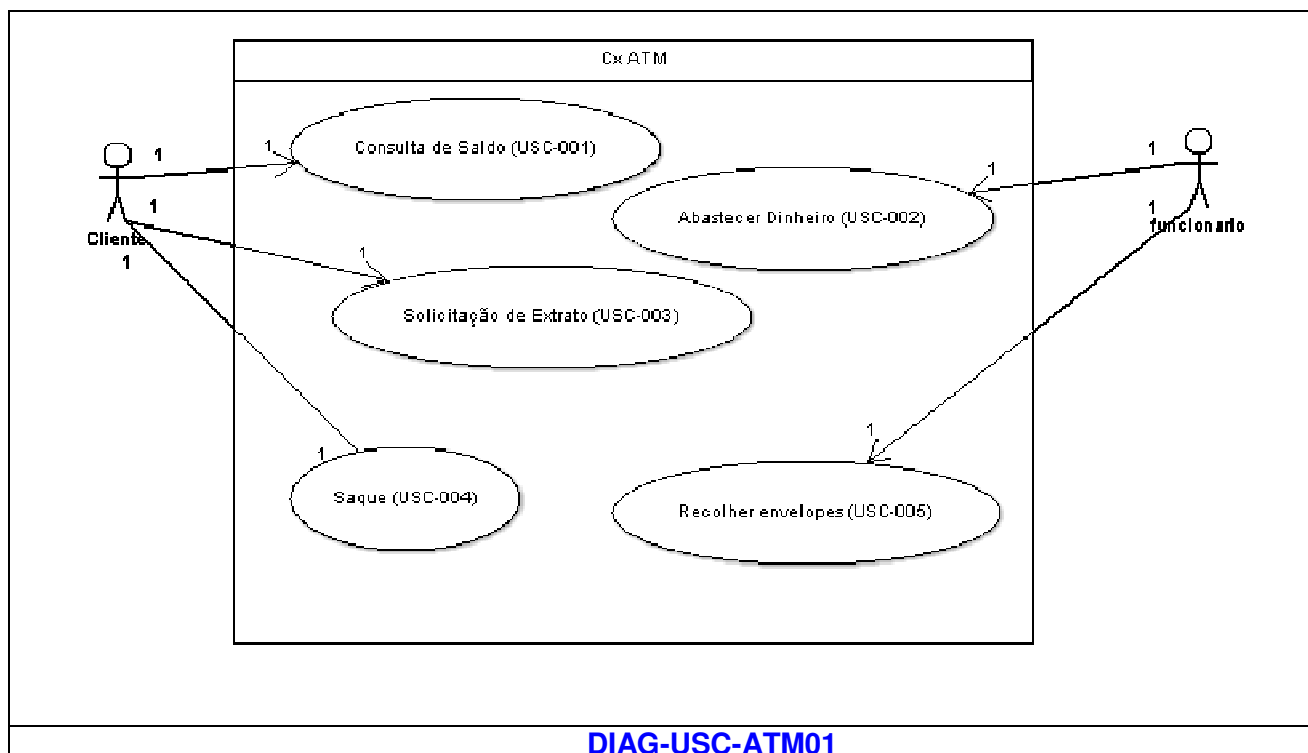 Cx ATM
Consulta de Saldo (USC-001)
1
1
1
1
Abastecer Dinheiro (USC-002)
1
1
Cliente
funcionario
1
1
Solicitação de Extrato (USC-003)
1
1
Saque (USC-004)
Recolher envelopes (USC-005)
DIAG-USC-ATM01